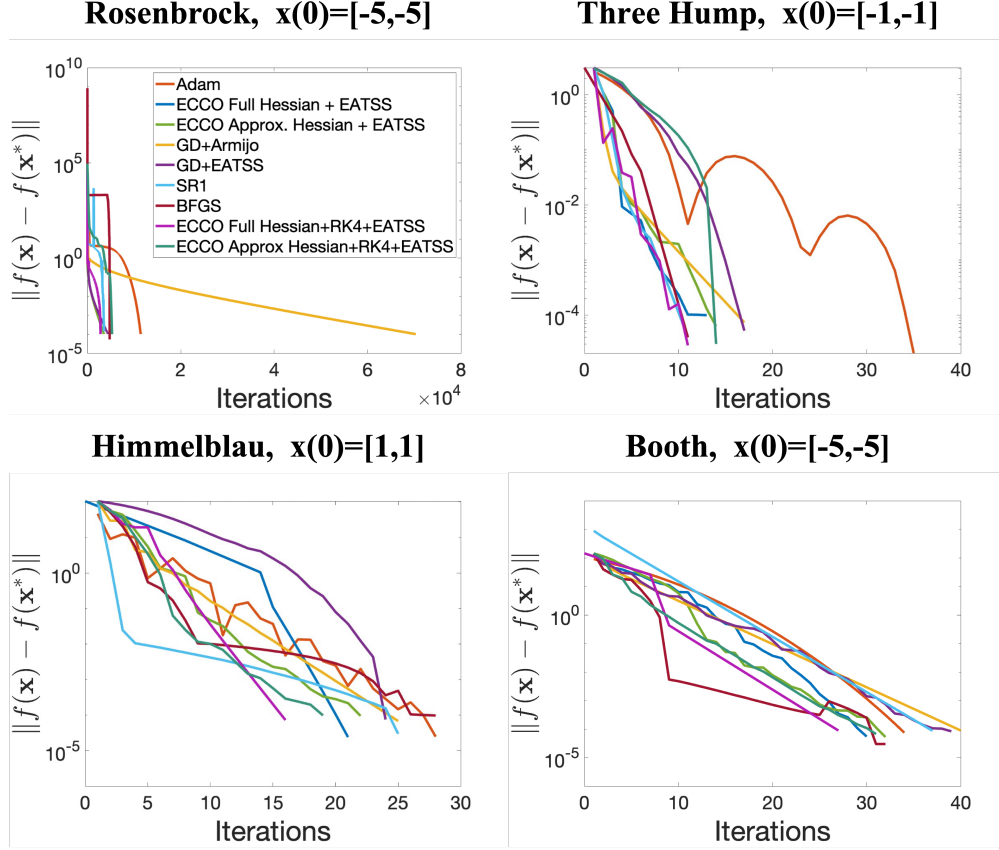 Rosenbrock, x(0)=[-5,-5]
Three Hump, x(0)=[-1,-1]
‖f(x) − f(x*)‖
10^10
10^5
10^0
10^-5
Adam
ECCO Full Hessian + EATSS
ECCO Approx. Hessian + EATSS
GD+Armijo
GD+EATSS
SR1
BFGS
ECCO Full Hessian+RK4+EATSS
ECCO Approx Hessian+RK4+EATSS
0 2 4 6 8
×10^4
Iterations
‖f(x) − f(x*)‖
10^0
10^-2
10^-4
0 10 20 30 40
Iterations
Himmelblau, x(0)=[1,1]
Booth, x(0)=[-5,-5]
‖f(x) − f(x*)‖
10^0
10^-5
0 5 10 15 20 25 30
Iterations
‖f(x) − f(x*)‖
10^0
10^-5
0 10 20 30 40
Iterations